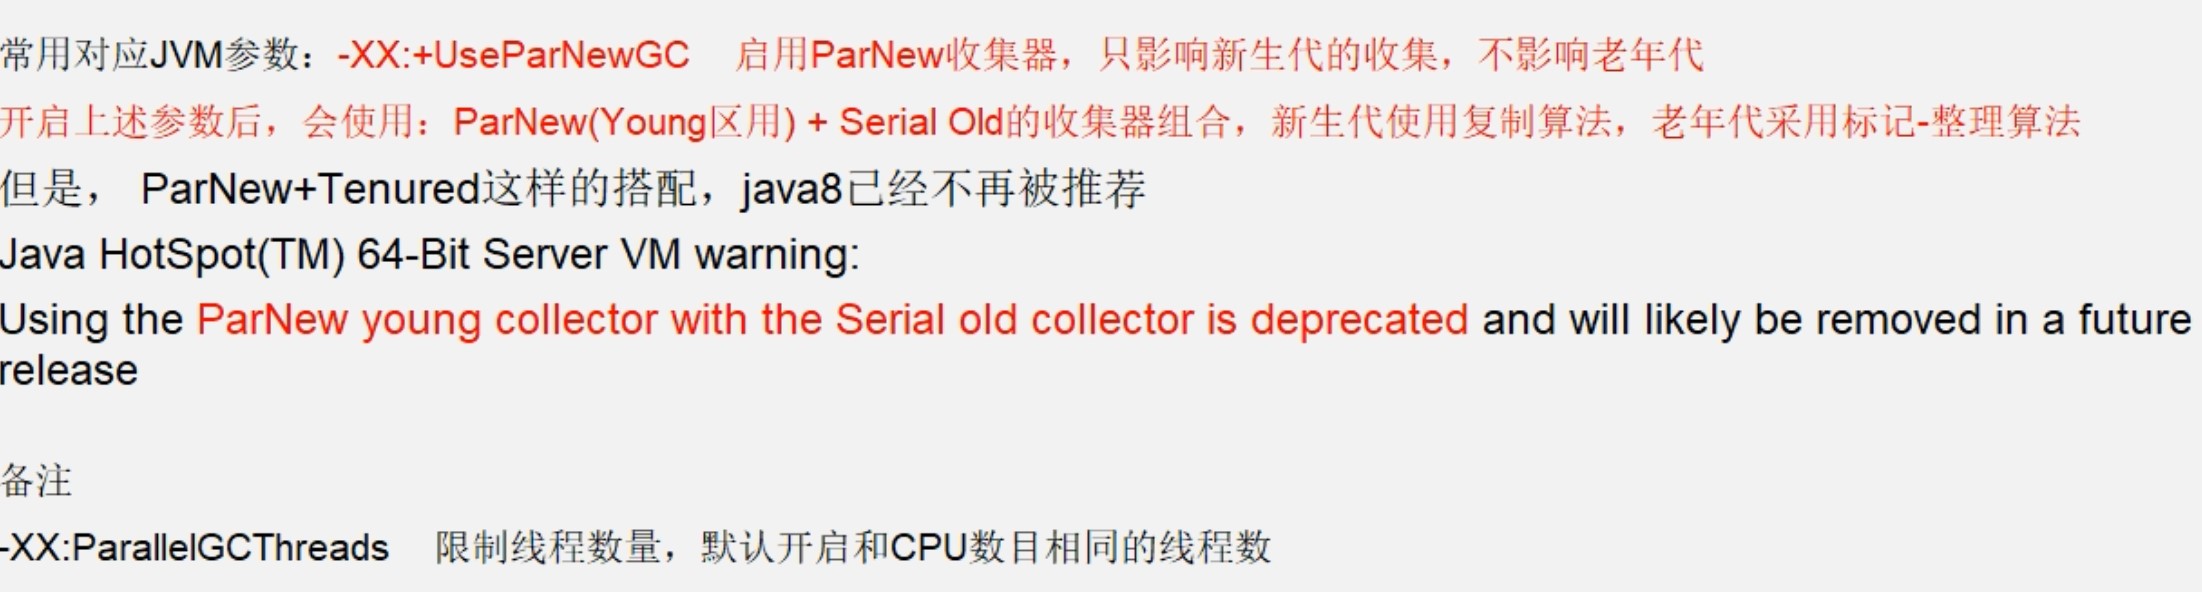 常用对应JVM参数：-XX:+UseParNewGC 启用ParNew收集器，只影响新生代的收集，不影响老年代
开启上述参数后，会使用：ParNew(Young区用) + Serial Old的收集器组合，新生代使用复制算法，老年代采用标记-整理算法
但是， ParNew+Tenured这样的搭配，java8已经不再被推荐
Java HotSpot(TM) 64-Bit Server VM warning:
Using the ParNew young collector with the Serial old collector is deprecated and will likely be removed in a future
release
备注
-XX:ParallelGCThreads 限制线程数量，默认开启和CPU数目相同的线程数